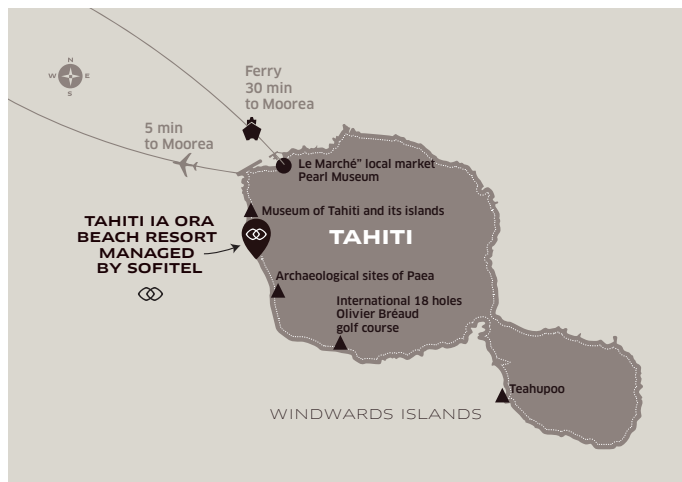 N
W E
S
Ferry
30 min
to Moorea
5 min
to Moorea
Le Marché" local market
Pearl Museum
Museum of Tahiti and its islands
TAHITI IA ORA
BEACH RESORT
MANAGED
BY SOFITEL
TAHITI
Archaeological sites of Paea
International 18 holes
Olivier Bréaud
golf course
Teahupoo
WINDWARDS ISLANDS